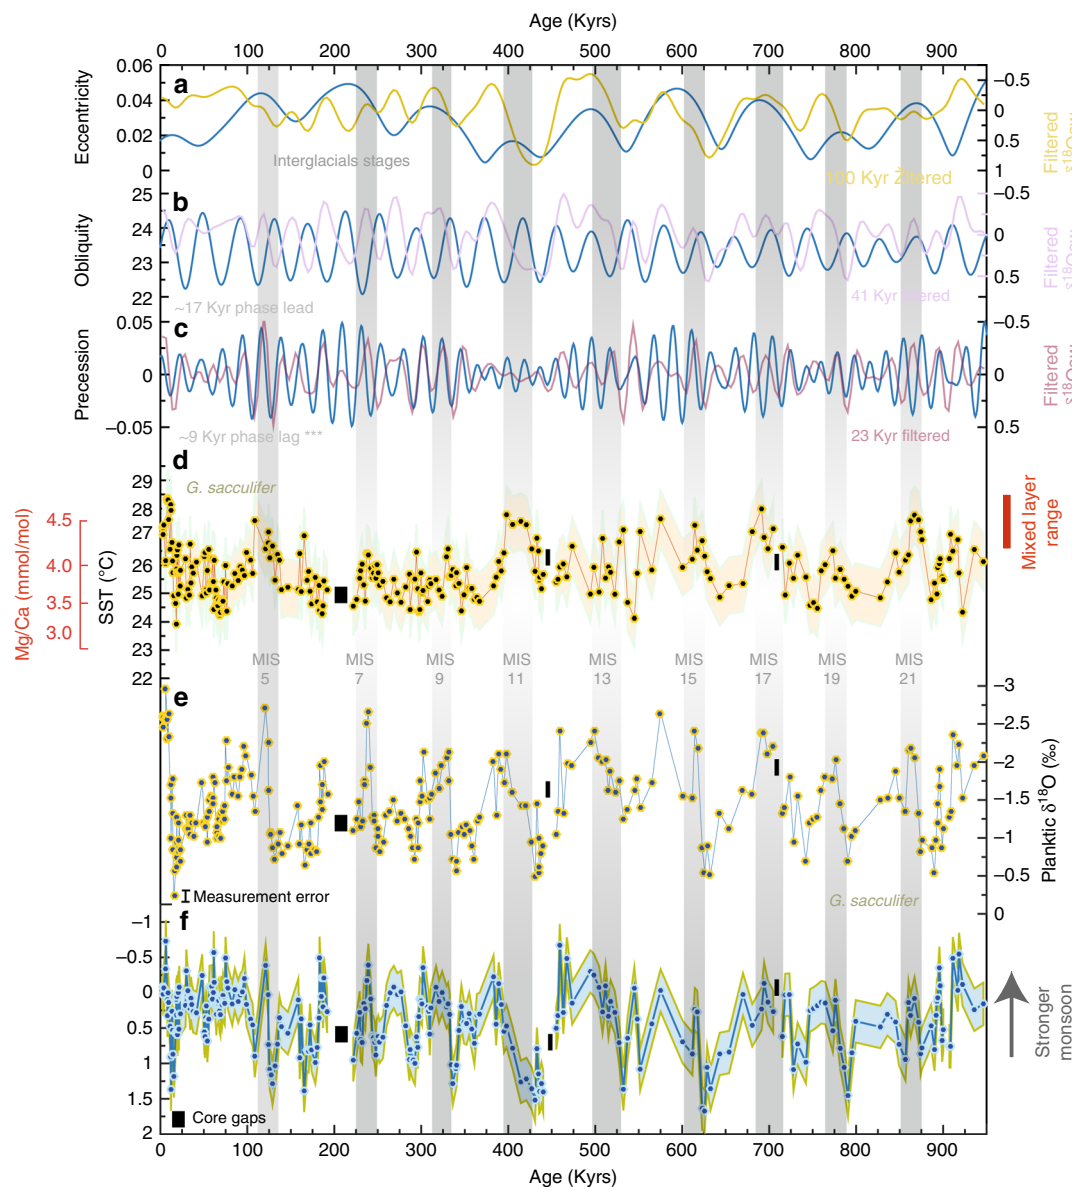 Age (Kyrs)
0 100 200 300 400 500 600 700 800 900
a
Eccentricity
0.06
0.04
0.02
0
−0.5
0
0.5
1
Filtered
Interglacials stages
100 Kyr Žltered
b
Obliquity
25
24
23
22
−0.5
0
0.5
Filtered
~17 Kyr phase lead
41 Kyr filtered
c
Precession
0.05
0
−0.05
−0.5
0
0.5
Filtered
~9 Kyr phase lag ***
23 Kyr filtered
d
G. sacculifer
Mg/Ca (mmol/mol)
4.5
4.0
3.5
3.0
SST (°C)
29
28
27
26
25
24
23
22
Mixed layer
range
MIS 5
MIS 7
MIS 9
MIS 11
MIS 13
MIS 15
MIS 17
MIS 19
MIS 21
e
−3
−2.5
−2
−1.5
−1
−0.5
0
Planktic δ18O (‰)
Measurement error
G. sacculifer
f
−1
−0.5
0
0.5
1
1.5
2
Stronger
monsoon
Core gaps
0 100 200 300 400 500 600 700 800 900
Age (Kyrs)